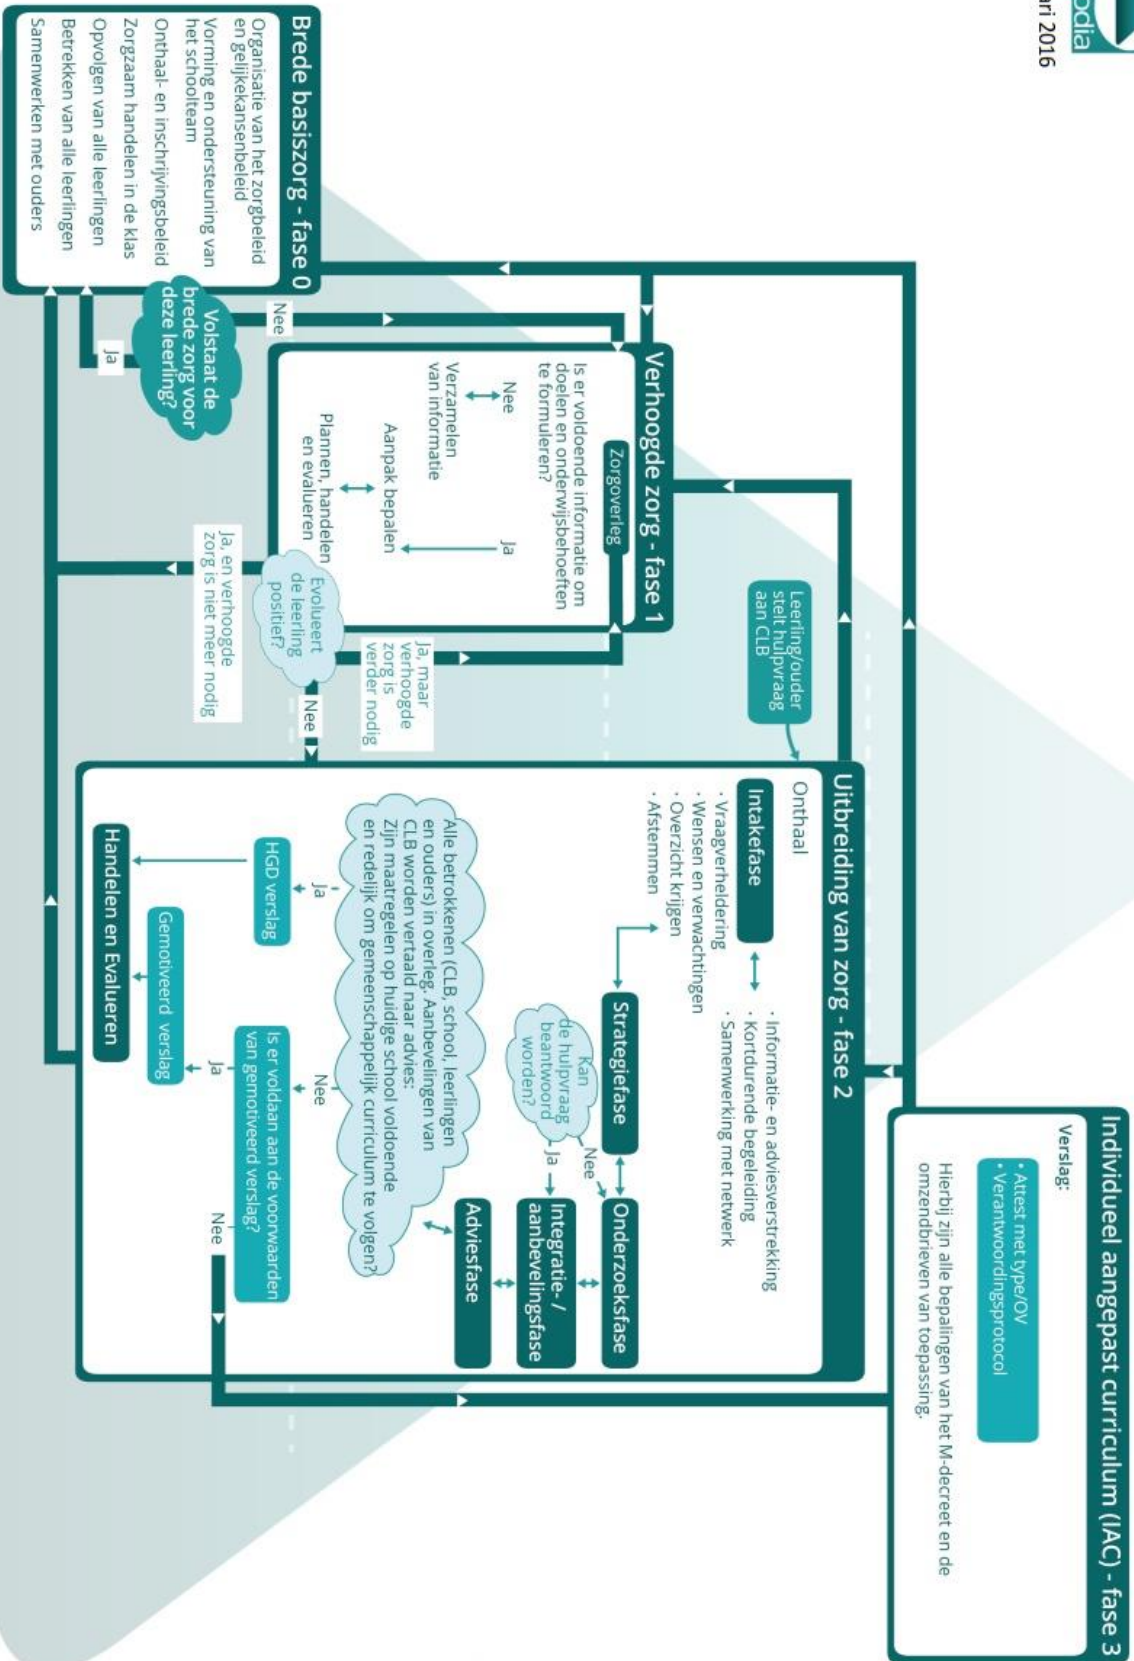 odia
ri 2016
Brede basiszorg - fase 0
Organisatie van het zorgbeleid
en gelijkekansenbeleid
Vorming en ondersteuning van
het schoolteam
Onthaal- en inschrijvingsbeleid
Zorgzaam handelen in de klas
Opvolgen van alle leerlingen
Betrekken van alle leerlingen
Samenwerken met ouders
Volstaat de
brede zorg voor
deze leerling?
Nee
Ja
Verhoogde zorg - fase 1
Zorgoverleg
Is er voldoende informatie om
doelen en onderwijsbehoeften
te formuleren?
Nee
Ja
Verzamelen
van informatie
Aanpak bepalen
Plannen, handelen
en evalueren
Evolueert
de leerling
positief?
Ja, maar
verhoogde
zorg is
verder nodig
Nee
Ja, en verhoogde
zorg is niet meer nodig
Leerling/ouder
stelt hulpvraag
aan CLB
Uitbreiding van zorg - fase 2
Onthaal
Intakefase
· Vraagverheldering
· Wensen en verwachtingen
· Overzicht krijgen
· Afstemmen
· Informatie- en adviesverstrekking
· Kortdurende begeleiding
· Samenwerking met netwerk
Strategiefase
Onderzoeksfase
Kan
de hulpvraag
beantwoord
worden?
Nee
Ja
Integratie- /
aanbevelingsfase
Adviesfase
Alle betrokkenen (CLB, school, leerlingen
en ouders) in overleg. Aanbevelingen van
CLB worden vertaald naar advies:
Zijn maatregelen op huidige school voldoende
en redelijk om gemeenschappelijk curriculum te volgen?
Ja
Nee
HGD verslag
Is er voldaan aan de voorwaarden
van gemotiveerd verslag?
Ja
Nee
Gemotiveerd verslag
Handelen en Evalueren
Individueel aangepast curriculum (IAC) - fase 3
Verslag:
• Attest met type/OV
• Verantwoordingsprotocol
Hierbij zijn alle bepalingen van het M-decreet en de
omzendbrieven van toepassing.